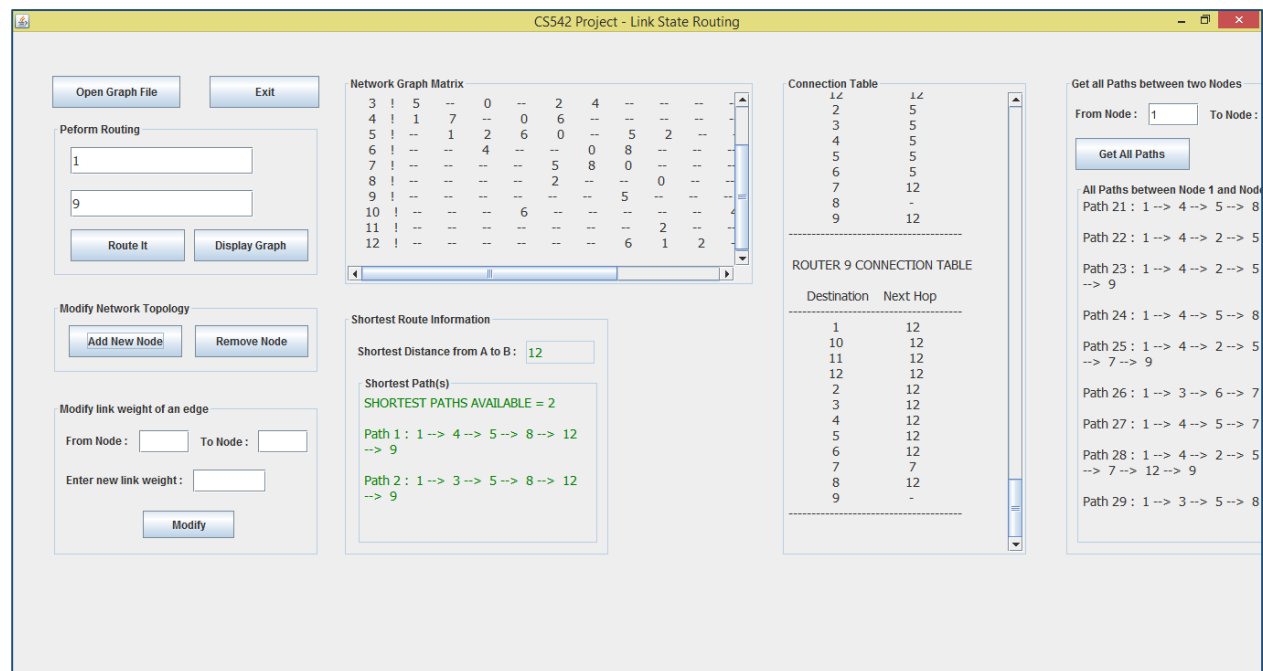 CS542 Project - Link State Routing
Open Graph File
Exit
Peform Routing
1
9
Route It
Display Graph
Modify Network Topology
Add New Node
Remove Node
Modify link weight of an edge
From Node :
To Node :
Enter new link weight :
Modify
Network Graph Matrix
3 ! 5 -- 0 -- 2 4 -- -- -- -
4 ! 1 7 -- 0 6 -- -- -- -- -
5 ! -- 1 2 6 0 -- 5 2 -- -
6 ! -- -- 4 -- -- 0 8 -- -- --
7 ! -- -- -- -- 5 8 0 -- -- --
8 ! -- -- -- -- 2 -- -- 0 -- --
9 ! -- -- -- -- -- -- 5 -- -- --
10 ! -- -- -- 6 -- -- -- -- -- 4
11 ! -- -- -- -- -- -- -- 2 -- --
12 ! -- -- -- -- -- -- 6 1 2 -
Shortest Route Information
Shortest Distance from A to B : 12
Shortest Path(s)
SHORTEST PATHS AVAILABLE = 2
Path 1 : 1 --> 4 --> 5 --> 8 --> 12
--> 9
Path 2 : 1 --> 3 --> 5 --> 8 --> 12
--> 9
Connection Table
12 12
2 5
3 5
4 5
5 5
6 5
7 12
8 -
9 12
--------------------------------------
ROUTER 9 CONNECTION TABLE
Destination Next Hop
--------------------------------------
1 12
10 12
11 12
12 12
2 12
3 12
4 12
5 12
6 12
7 7
8 12
9 -
--------------------------------------
Get all Paths between two Nodes
From Node : 1 To Node :
Get All Paths
All Paths between Node 1 and Node
Path 21 : 1 --> 4 --> 5 --> 8
Path 22 : 1 --> 4 --> 2 --> 5
Path 23 : 1 --> 4 --> 2 --> 5
--> 9
Path 24 : 1 --> 4 --> 5 --> 8
Path 25 : 1 --> 4 --> 2 --> 5
--> 7 --> 9
Path 26 : 1 --> 3 --> 6 --> 7
Path 27 : 1 --> 4 --> 5 --> 7
Path 28 : 1 --> 4 --> 2 --> 5
--> 7 --> 12 --> 9
Path 29 : 1 --> 3 --> 5 --> 8